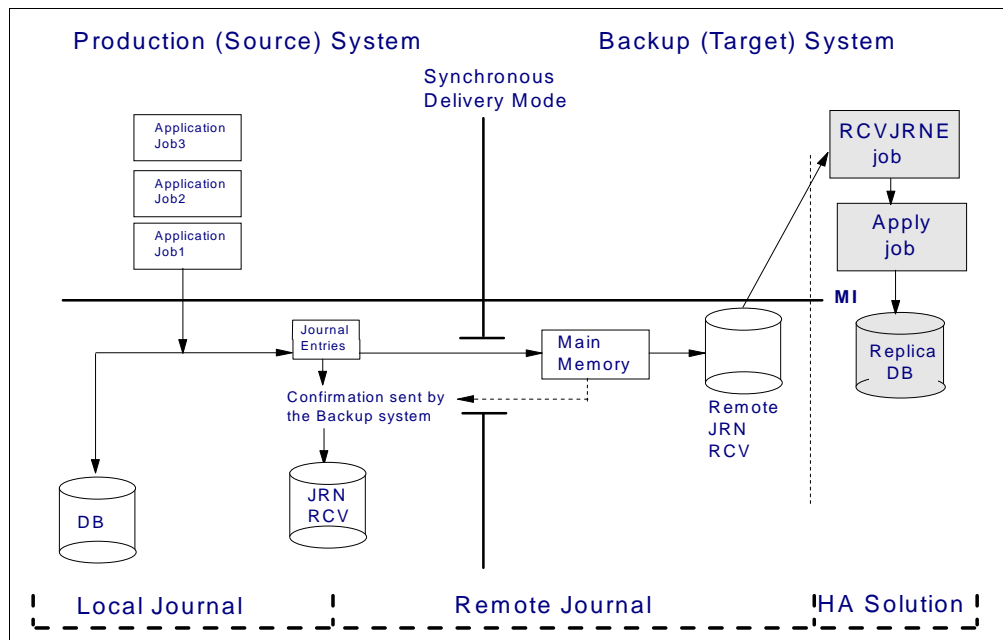 Production (Source) System
Backup (Target) System
Synchronous
Delivery Mode
Application
Job3
Application
Job2
Application
Job1
RCVJRNE
job
Apply
job
MI
Journal
Entries
Main
Memory
Replica
DB
Confirmation sent by
the Backup system
Remote
JRN
RCV
DB
JRN
RCV
Local Journal
Remote Journal
HA Solution